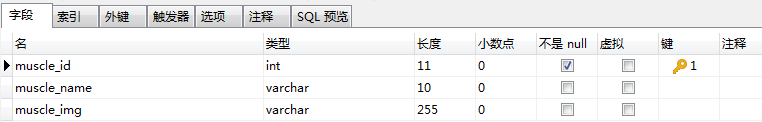 字段 索引 外键 触发器 选项 注释 SQL 预览
名 类型 长度 小数点 不是 null 虚拟 键 注释
muscle_id int 11 0 1
muscle_name varchar 10 0
muscle_img varchar 255 0